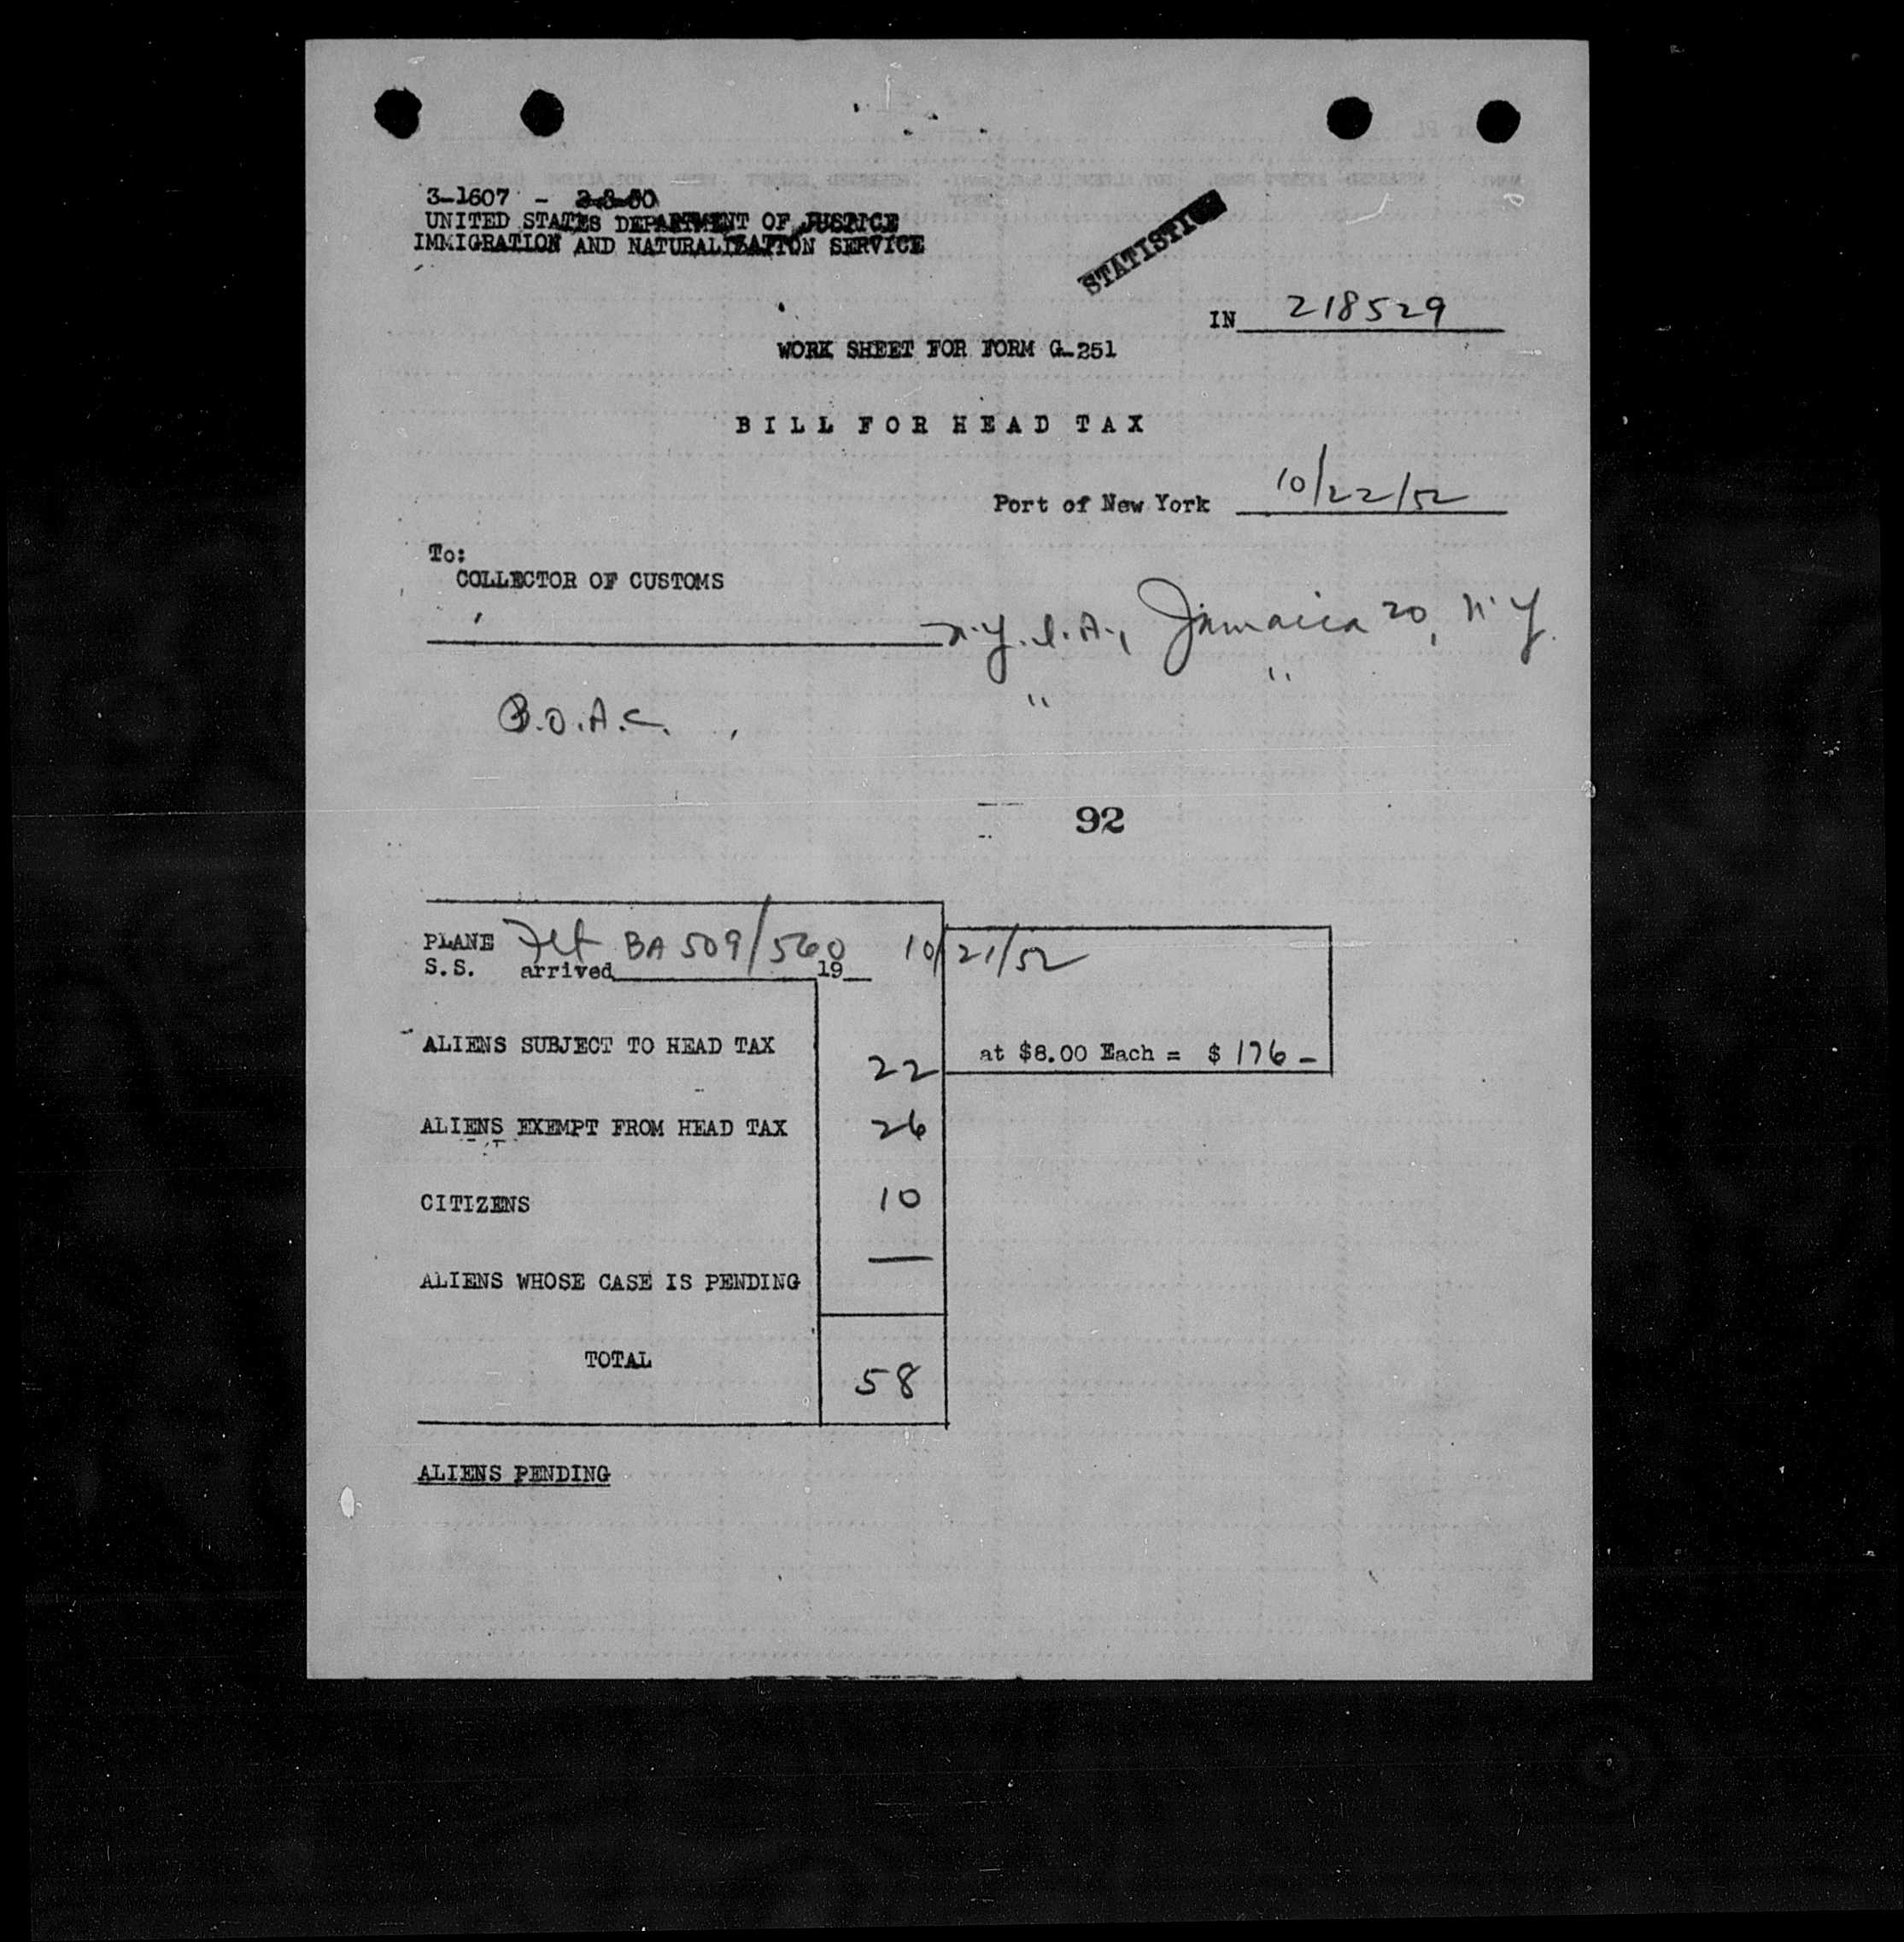 3-1607 - 2-8-50
UNITED STATES DEPARTMENT OF JUSTICE
IMMIGRATION AND NATURALIZATION SERVICE
STATISTICS
IN 218529
WORK SHEET FOR FORM G-251
BILL FOR HEAD TAX
Port of New York 10/22/52
To:
COLLECTOR OF CUSTOMS
N.Y.I.A., Jamaica 20, N.Y.
B.O.A.C. , " "
92
PLANE Flt BA 509/560 10/21/52
S.S. arrived 19
ALIENS SUBJECT TO HEAD TAX 22 at $8.00 Each = $ 176 -
ALIENS EXEMPT FROM HEAD TAX 26
CITIZENS 10
ALIENS WHOSE CASE IS PENDING —
TOTAL 58
ALIENS PENDING